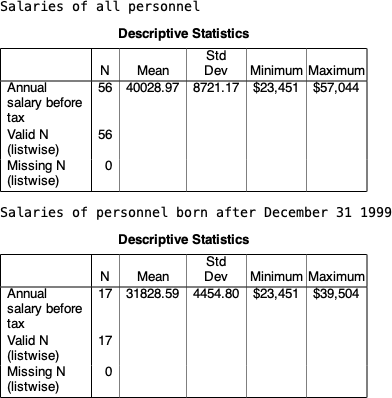 Salaries of all personnel
Descriptive Statistics
N Mean Std Dev Minimum Maximum
Annual salary before tax 56 40028.97 8721.17 $23,451 $57,044
Valid N (listwise) 56
Missing N (listwise) 0
Salaries of personnel born after December 31 1999
Descriptive Statistics
N Mean Std Dev Minimum Maximum
Annual salary before tax 17 31828.59 4454.80 $23,451 $39,504
Valid N (listwise) 17
Missing N (listwise) 0